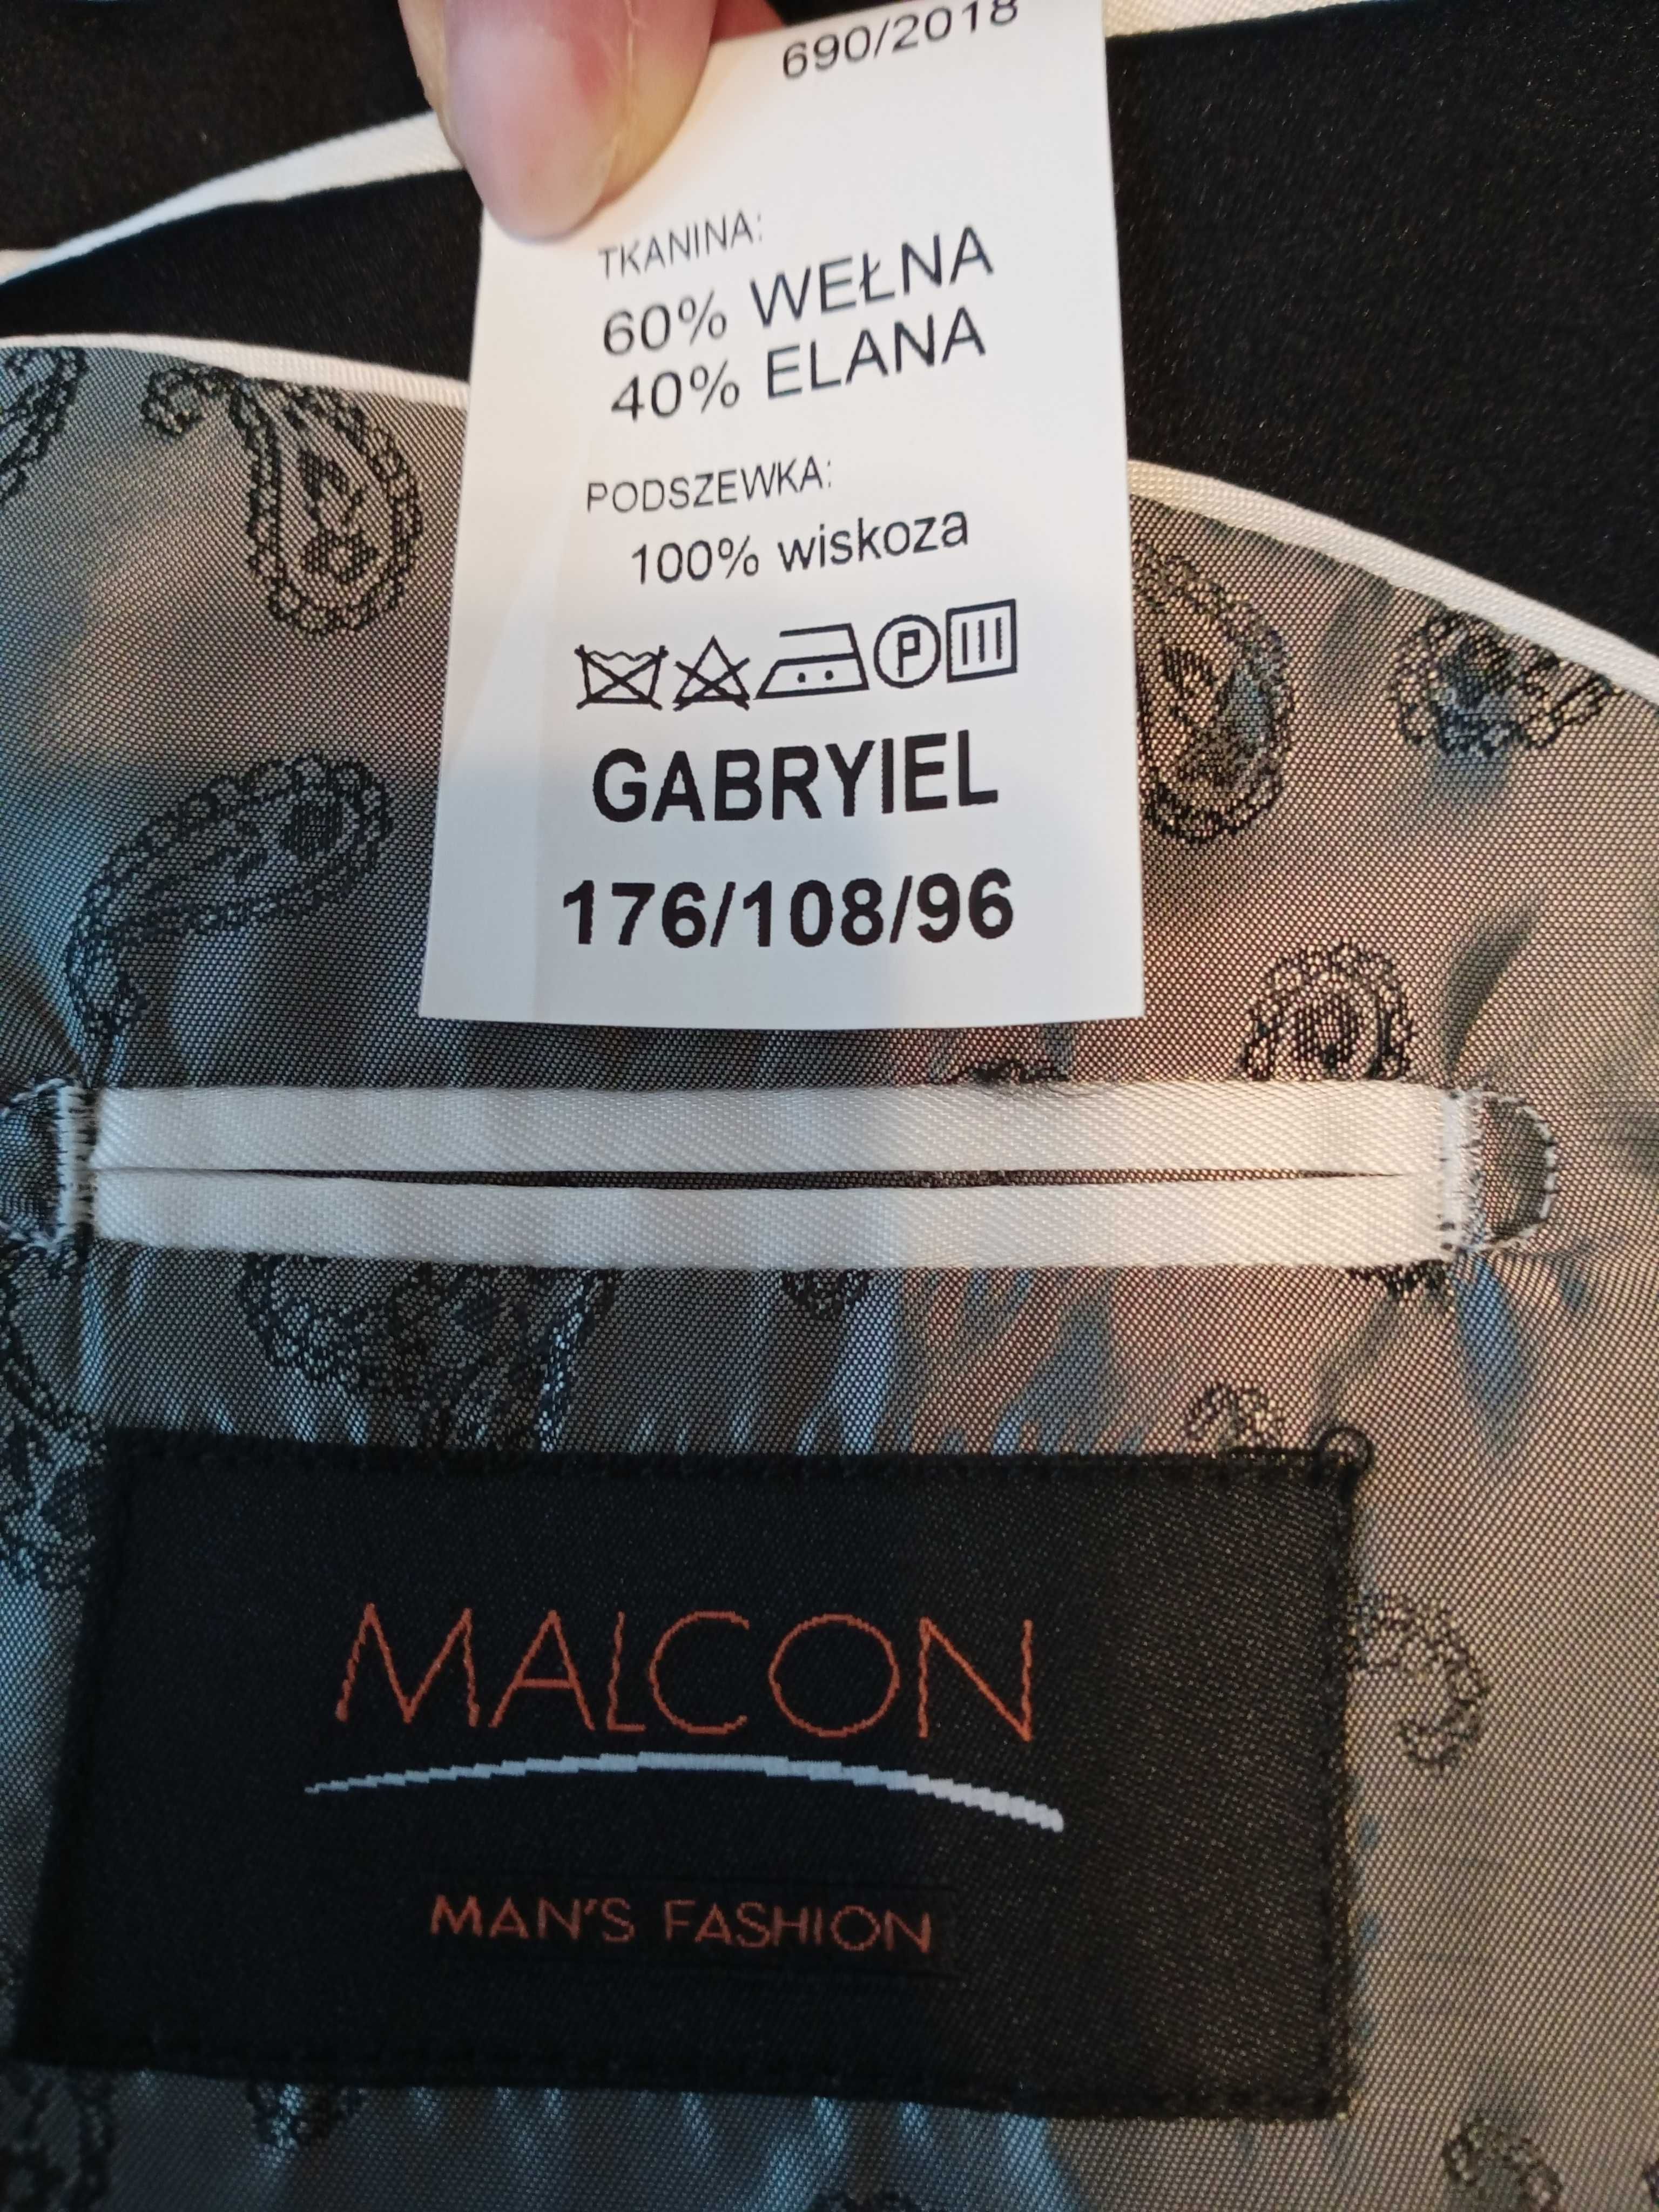 690/2018
TKANINA:
60% WEŁNA
40% ELANA
PODSZEWKA:
100% wiskoza
P
GABRYIEL
176/108/96
MALCON
MAN'S FASHION